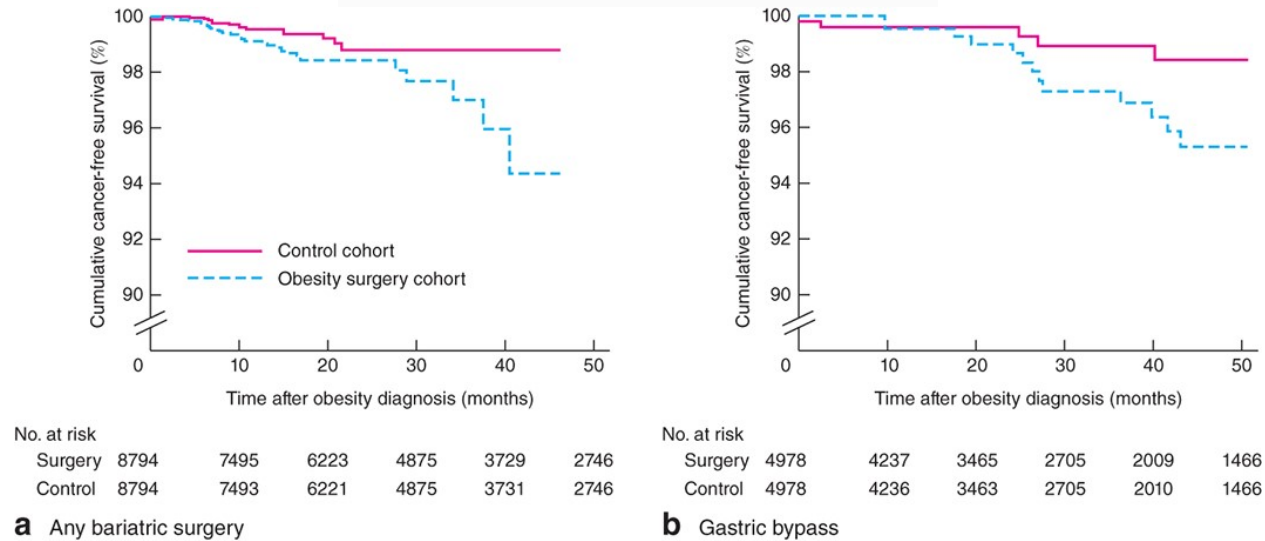 Cumulative cancer-free survival (%)
100
98
96
94
92
90
Control cohort
Obesity surgery cohort
0 10 20 30 40 50
Time after obesity diagnosis (months)
No. at risk
Surgery 8794 7495 6223 4875 3729 2746
Control 8794 7493 6221 4875 3731 2746
a Any bariatric surgery
Cumulative cancer-free survival (%)
100
98
96
94
92
90
0 10 20 30 40 50
Time after obesity diagnosis (months)
No. at risk
Surgery 4978 4237 3465 2705 2009 1466
Control 4978 4236 3463 2705 2010 1466
b Gastric bypass